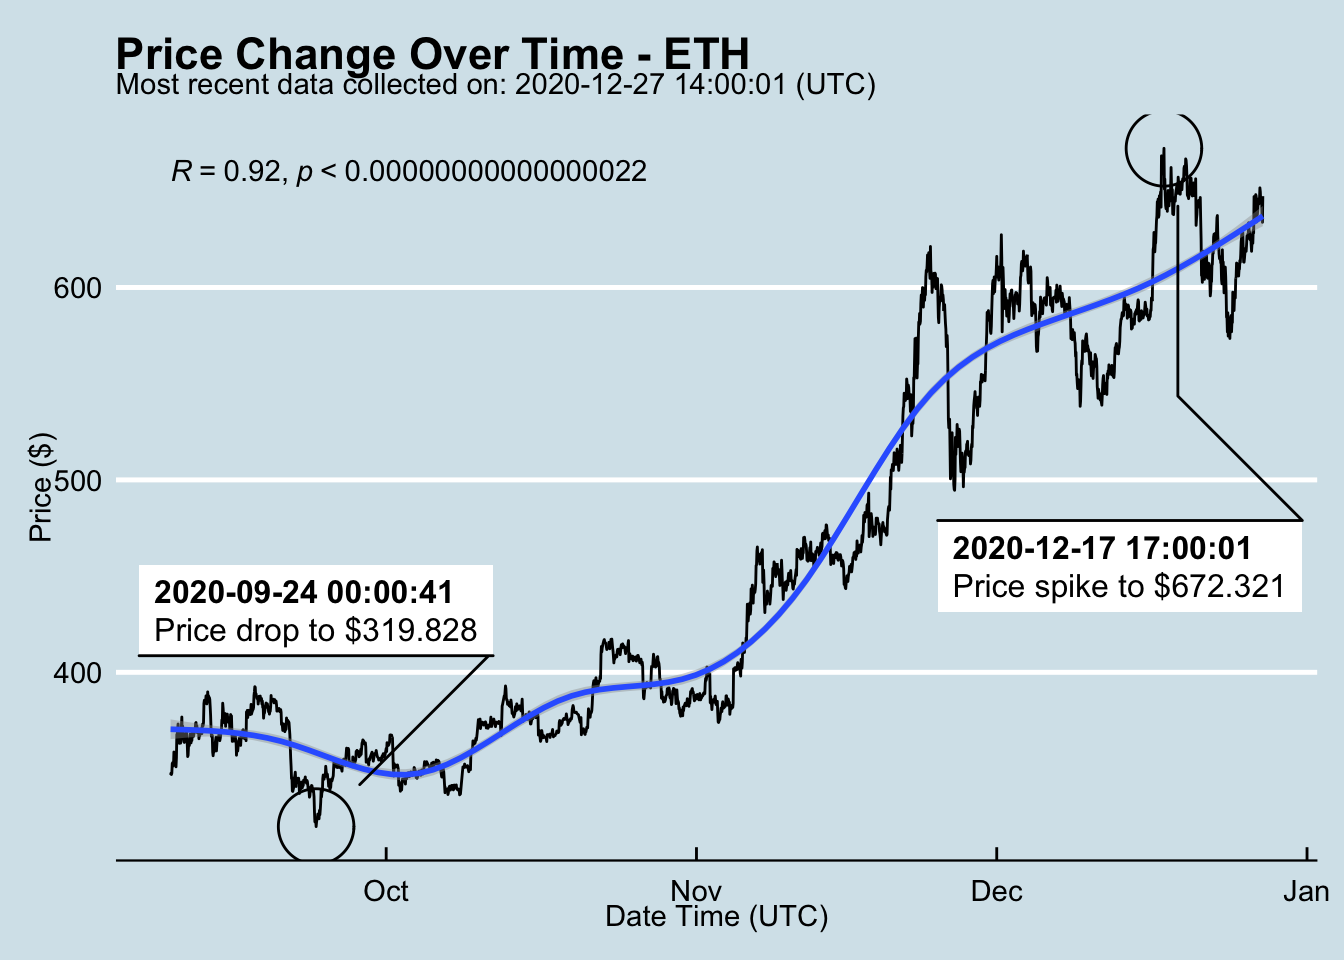 Price Change Over Time - ETH
Most recent data collected on: 2020-12-27 14:00:01 (UTC)
R = 0.92, p < 0.00000000000000022
600
500
400
Price ($)
2020-12-17 17:00:01
Price spike to $672.321
2020-09-24 00:00:41
Price drop to $319.828
Oct
Nov
Dec
Jan
Date Time (UTC)